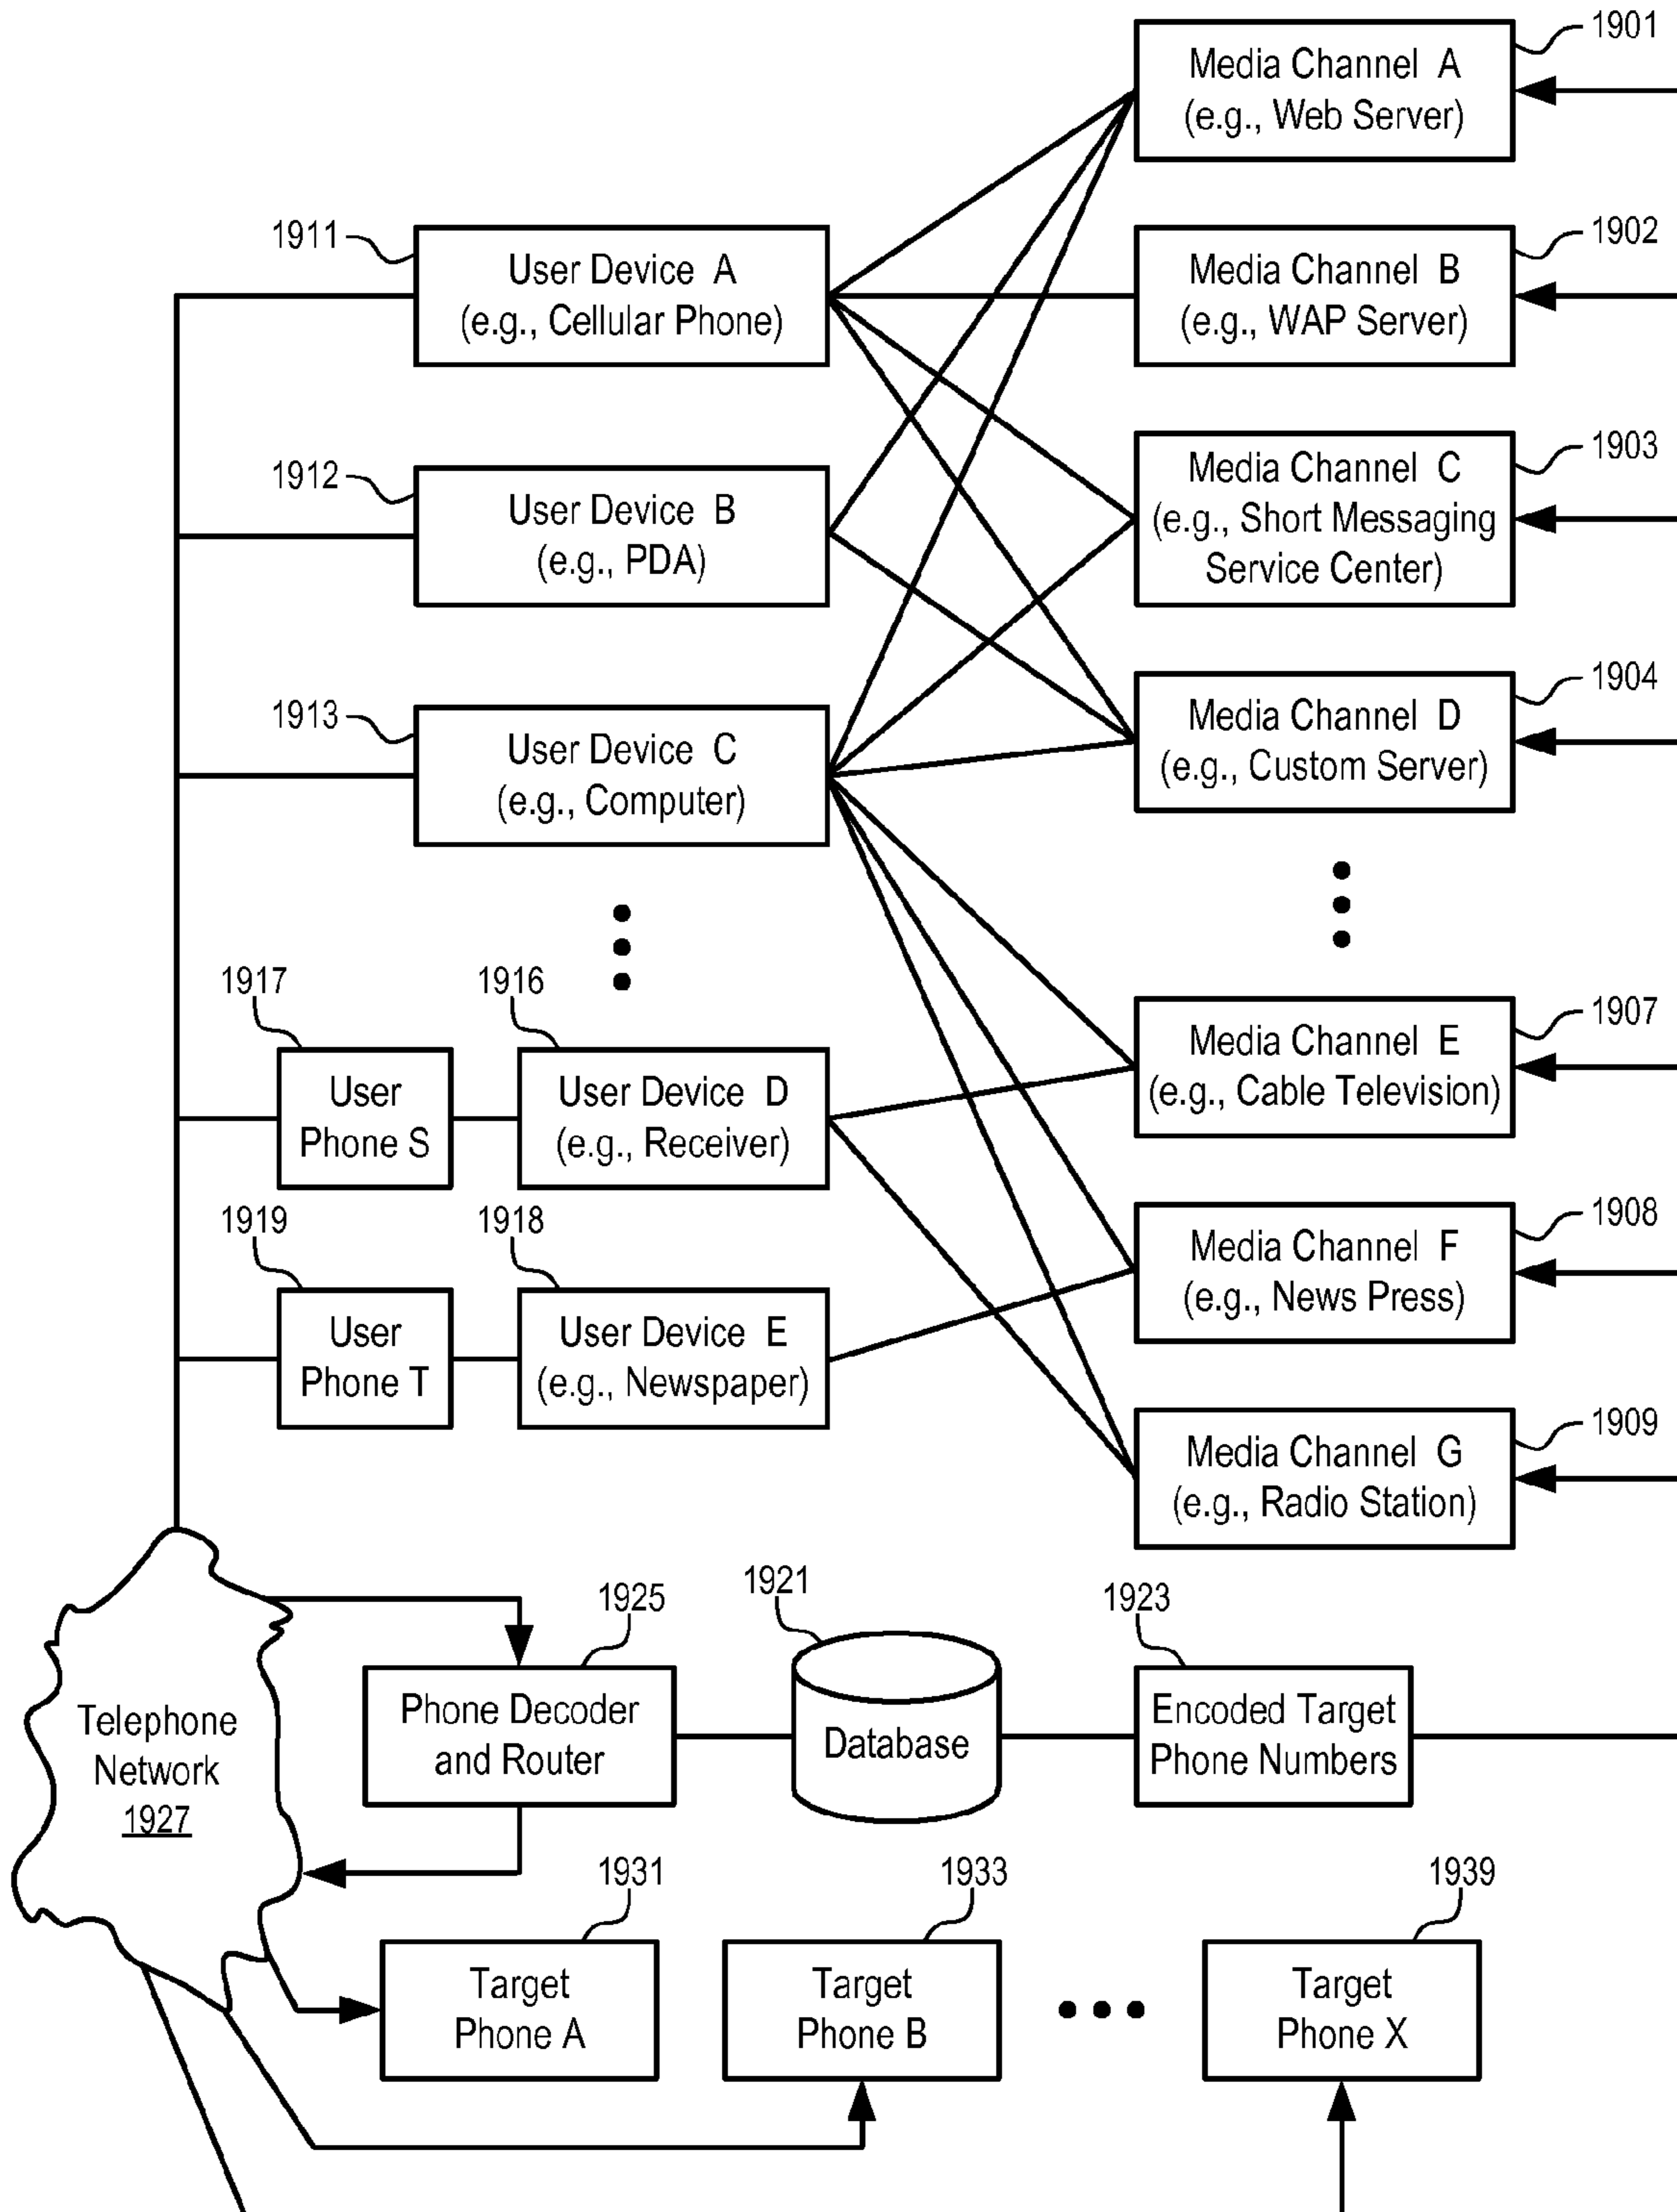 1901
Media Channel A
(e.g., Web Server)
1911
User Device A
(e.g., Cellular Phone)
1902
Media Channel B
(e.g., WAP Server)
1912
User Device B
(e.g., PDA)
1903
Media Channel C
(e.g., Short Messaging
Service Center)
1913
User Device C
(e.g., Computer)
1904
Media Channel D
(e.g., Custom Server)
1917
User
Phone S
1916
User Device D
(e.g., Receiver)
1907
Media Channel E
(e.g., Cable Television)
1919
User
Phone T
1918
User Device E
(e.g., Newspaper)
1908
Media Channel F
(e.g., News Press)
1909
Media Channel G
(e.g., Radio Station)
Telephone
Network
1927
1925
Phone Decoder
and Router
1921
Database
1923
Encoded Target
Phone Numbers
1931
Target
Phone A
1933
Target
Phone B
1939
Target
Phone X